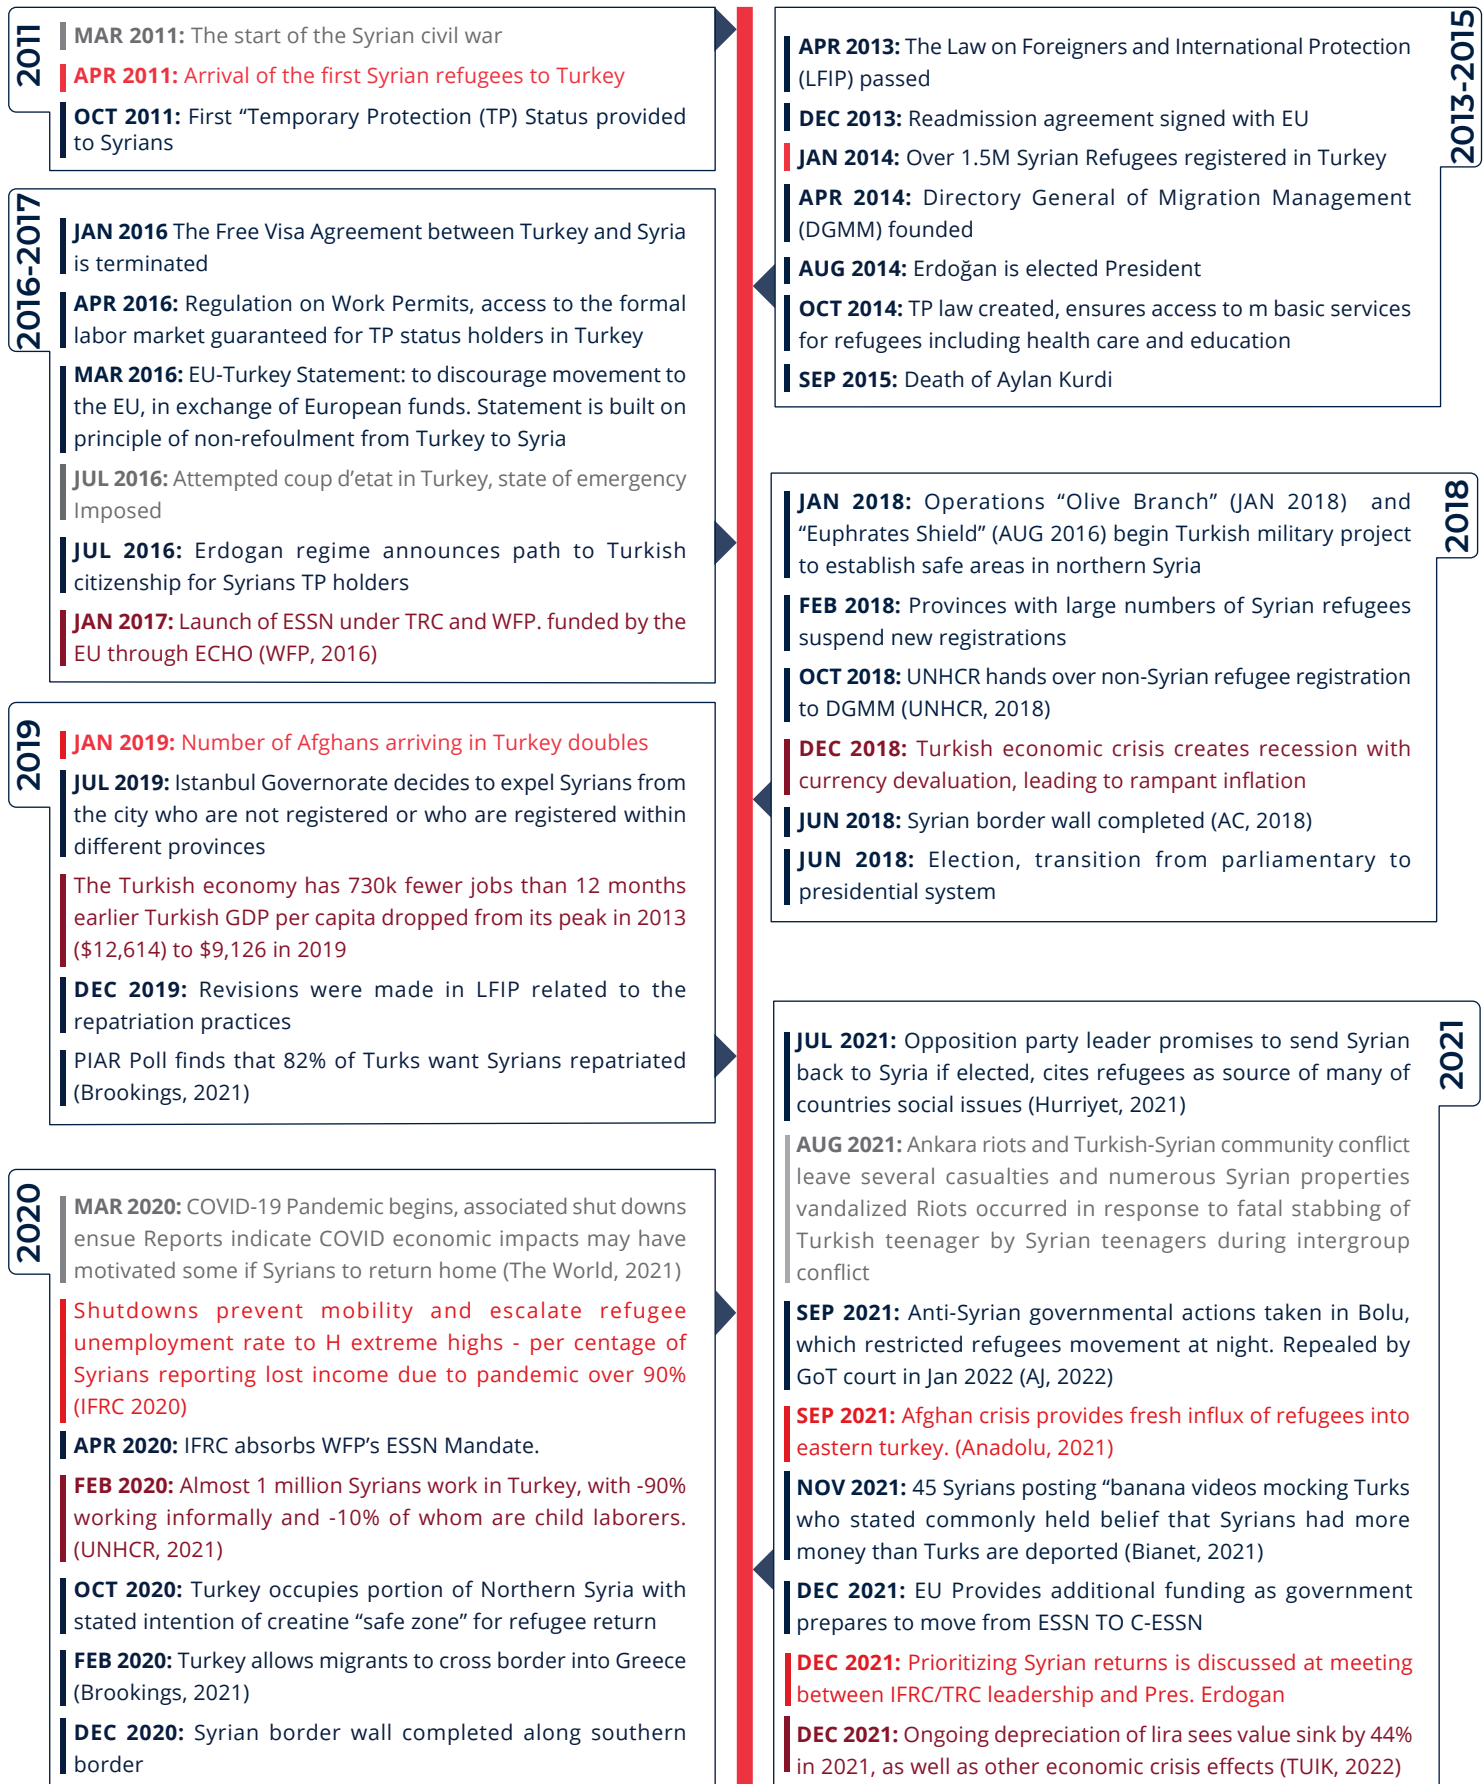 2011
MAR 2011: The start of the Syrian civil war
APR 2011: Arrival of the first Syrian refugees to Turkey
OCT 2011: First “Temporary Protection (TP) Status provided
to Syrians
2013-2015
APR 2013: The Law on Foreigners and International Protection
(LFIP) passed
DEC 2013: Readmission agreement signed with EU
JAN 2014: Over 1.5M Syrian Refugees registered in Turkey
APR 2014: Directory General of Migration Management
(DGMM) founded
AUG 2014: Erdoğan is elected President
OCT 2014: TP law created, ensures access to m basic services
for refugees including health care and education
SEP 2015: Death of Aylan Kurdi
2016-2017
JAN 2016 The Free Visa Agreement between Turkey and Syria
is terminated
APR 2016: Regulation on Work Permits, access to the formal
labor market guaranteed for TP status holders in Turkey
MAR 2016: EU-Turkey Statement: to discourage movement to
the EU, in exchange of European funds. Statement is built on
principle of non-refoulment from Turkey to Syria
JUL 2016: Attempted coup d’etat in Turkey, state of emergency
Imposed
JUL 2016: Erdogan regime announces path to Turkish
citizenship for Syrians TP holders
JAN 2017: Launch of ESSN under TRC and WFP. funded by the
EU through ECHO (WFP, 2016)
2018
JAN 2018: Operations “Olive Branch” (JAN 2018) and
“Euphrates Shield” (AUG 2016) begin Turkish military project
to establish safe areas in northern Syria
FEB 2018: Provinces with large numbers of Syrian refugees
suspend new registrations
OCT 2018: UNHCR hands over non-Syrian refugee registration
to DGMM (UNHCR, 2018)
DEC 2018: Turkish economic crisis creates recession with
currency devaluation, leading to rampant inflation
JUN 2018: Syrian border wall completed (AC, 2018)
JUN 2018: Election, transition from parliamentary to
presidential system
2019
JAN 2019: Number of Afghans arriving in Turkey doubles
JUL 2019: Istanbul Governorate decides to expel Syrians from
the city who are not registered or who are registered within
different provinces
The Turkish economy has 730k fewer jobs than 12 months
earlier Turkish GDP per capita dropped from its peak in 2013
($12,614) to $9,126 in 2019
DEC 2019: Revisions were made in LFIP related to the
repatriation practices
PIAR Poll finds that 82% of Turks want Syrians repatriated
(Brookings, 2021)
2020
MAR 2020: COVID-19 Pandemic begins, associated shut downs
ensue Reports indicate COVID economic impacts may have
motivated some if Syrians to return home (The World, 2021)
Shutdowns prevent mobility and escalate refugee
unemployment rate to H extreme highs - per centage of
Syrians reporting lost income due to pandemic over 90%
(IFRC 2020)
APR 2020: IFRC absorbs WFP’s ESSN Mandate.
FEB 2020: Almost 1 million Syrians work in Turkey, with -90%
working informally and -10% of whom are child laborers.
(UNHCR, 2021)
OCT 2020: Turkey occupies portion of Northern Syria with
stated intention of creatine “safe zone” for refugee return
FEB 2020: Turkey allows migrants to cross border into Greece
(Brookings, 2021)
DEC 2020: Syrian border wall completed along southern
border
2021
JUL 2021: Opposition party leader promises to send Syrian
back to Syria if elected, cites refugees as source of many of
countries social issues (Hurriyet, 2021)
AUG 2021: Ankara riots and Turkish-Syrian community conflict
leave several casualties and numerous Syrian properties
vandalized Riots occurred in response to fatal stabbing of
Turkish teenager by Syrian teenagers during intergroup
conflict
SEP 2021: Anti-Syrian governmental actions taken in Bolu,
which restricted refugees movement at night. Repealed by
GoT court in Jan 2022 (AJ, 2022)
SEP 2021: Afghan crisis provides fresh influx of refugees into
eastern turkey. (Anadolu, 2021)
NOV 2021: 45 Syrians posting “banana videos mocking Turks
who stated commonly held belief that Syrians had more
money than Turks are deported (Bianet, 2021)
DEC 2021: EU Provides additional funding as government
prepares to move from ESSN TO C-ESSN
DEC 2021: Prioritizing Syrian returns is discussed at meeting
between IFRC/TRC leadership and Pres. Erdogan
DEC 2021: Ongoing depreciation of lira sees value sink by 44%
in 2021, as well as other economic crisis effects (TUIK, 2022)